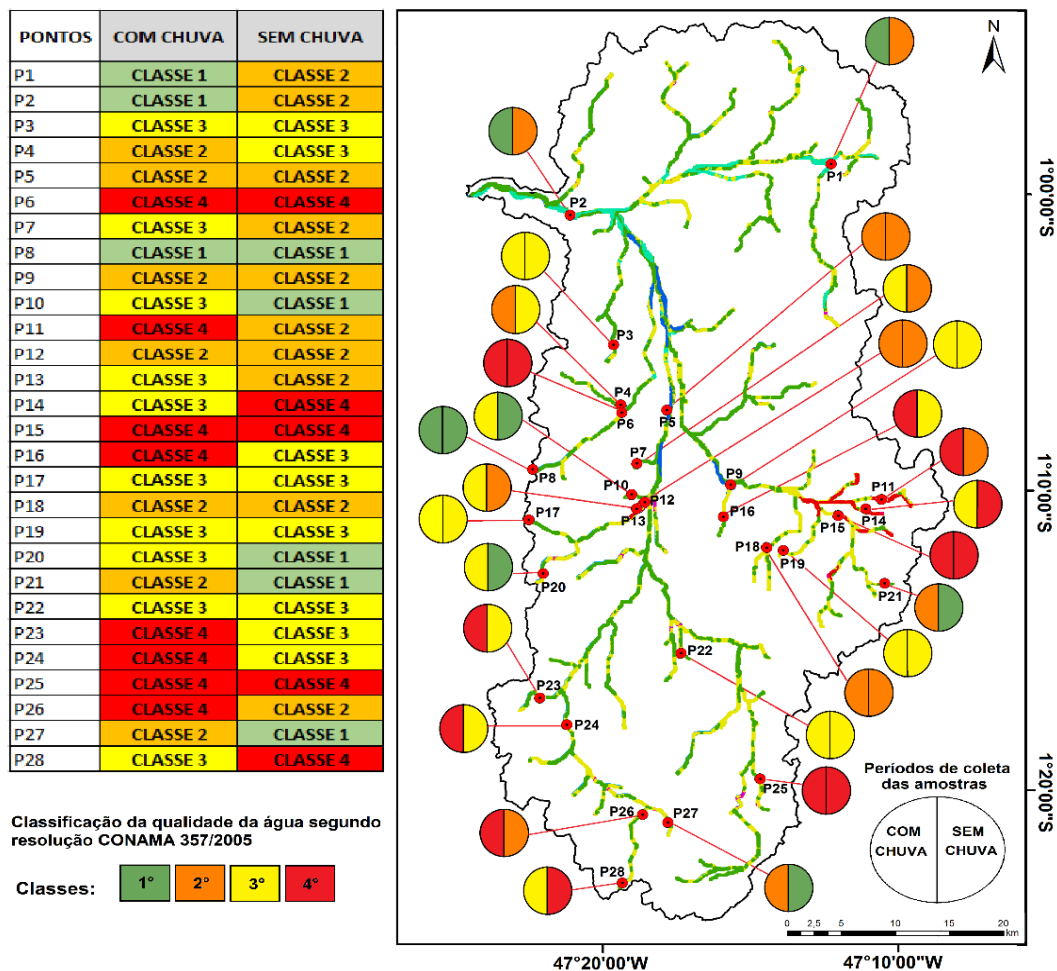 PONTOS COM CHUVA SEM CHUVA
P1 CLASSE 1 CLASSE 2
P2 CLASSE 1 CLASSE 2
P3 CLASSE 3 CLASSE 3
P4 CLASSE 2 CLASSE 3
P5 CLASSE 2 CLASSE 2
P6 CLASSE 4 CLASSE 4
P7 CLASSE 3 CLASSE 2
P8 CLASSE 1 CLASSE 1
P9 CLASSE 2 CLASSE 2
P10 CLASSE 3 CLASSE 1
P11 CLASSE 4 CLASSE 2
P12 CLASSE 2 CLASSE 2
P13 CLASSE 3 CLASSE 2
P14 CLASSE 3 CLASSE 4
P15 CLASSE 4 CLASSE 4
P16 CLASSE 4 CLASSE 3
P17 CLASSE 3 CLASSE 3
P18 CLASSE 2 CLASSE 2
P19 CLASSE 3 CLASSE 3
P20 CLASSE 3 CLASSE 1
P21 CLASSE 2 CLASSE 1
P22 CLASSE 3 CLASSE 3
P23 CLASSE 4 CLASSE 3
P24 CLASSE 4 CLASSE 3
P25 CLASSE 4 CLASSE 4
P26 CLASSE 4 CLASSE 2
P27 CLASSE 2 CLASSE 1
P28 CLASSE 3 CLASSE 4
Classificação da qualidade da água segundo
resolução CONAMA 357/2005
Classes: 1° 2° 3° 4°
N
P1
P2
P3
P4
P6
P5
P7
P8
P10
P12
P13
P9
P16
P11
P14
P15
P17
P18
P19
P20
P21
P22
P23
P24
P25
P26
P27
P28
Períodos de coleta
das amostras
COM
CHUVA
SEM
CHUVA
0 2,5 5 10 15 20
km
1°00'00"S
1°10'00"S
1°20'00"S
47°20'00"W
47°10'00"W